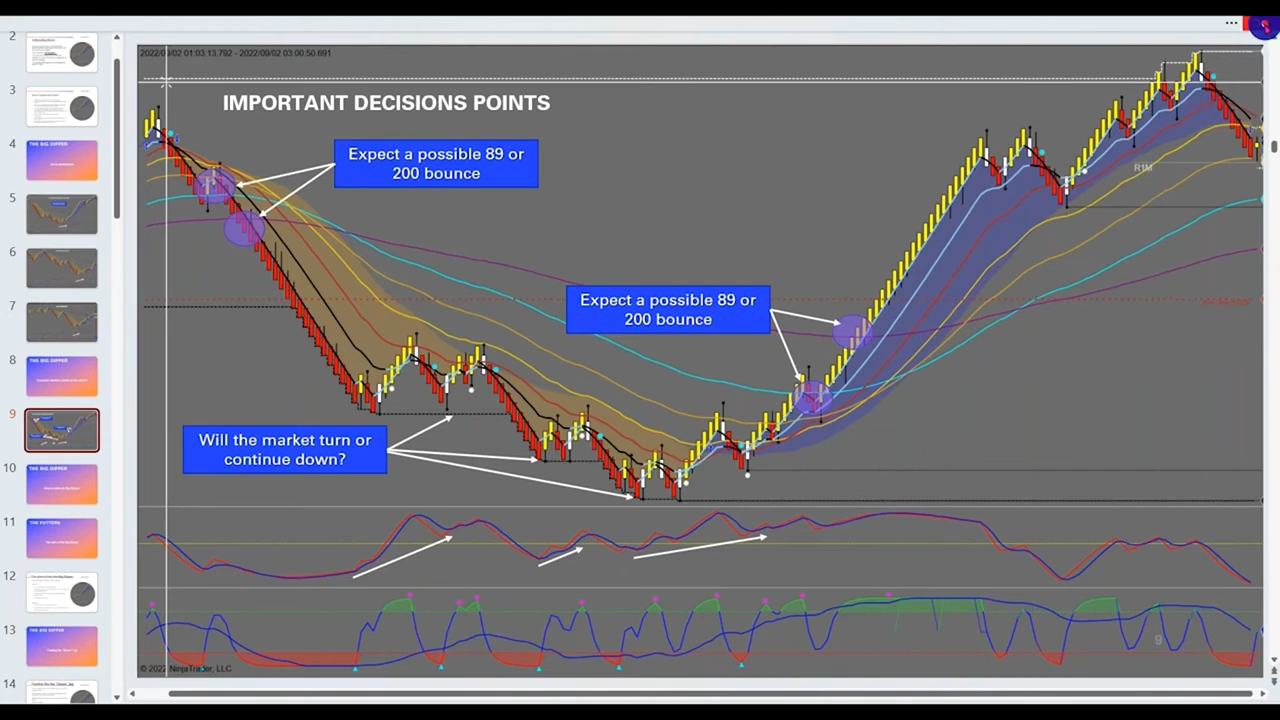 2022/09/02 01:03:13.792 - 2022/09/02 03:00:50.691
IMPORTANT DECISIONS POINTS
Expect a possible 89 or
200 bounce
Expect a possible 89 or
200 bounce
Will the market turn or
continue down?
R1M
9
© 2022 NinjaTrader, LLC
2
3
4
THE BIG DIPPER
5
6
7
8
THE BIG DIPPER
9
10
THE BIG DIPPER
11
THE PATTERN
12
13
THE BIG DIPPER
14